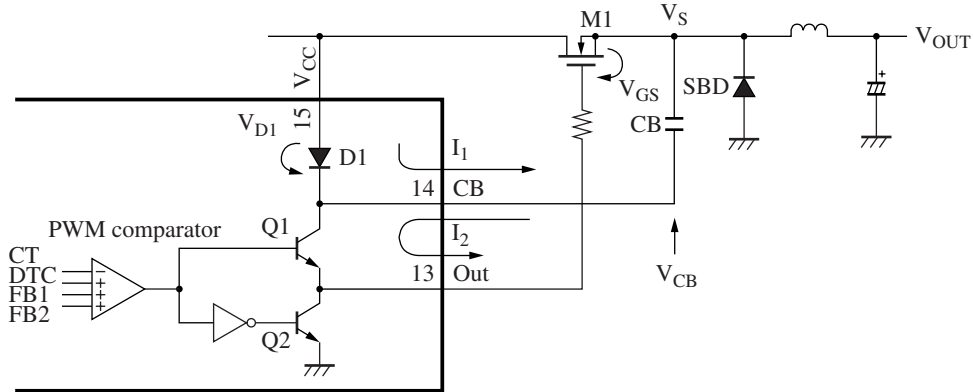 M1
V_S
V_OUT
V_CC
V_GS
SBD
CB
V_D1
15
D1
I_1
14
CB
Q1
PWM comparator
I_2
13
Out
V_CB
CT
DTC
FB1
FB2
Q2
−
+
+
+
+